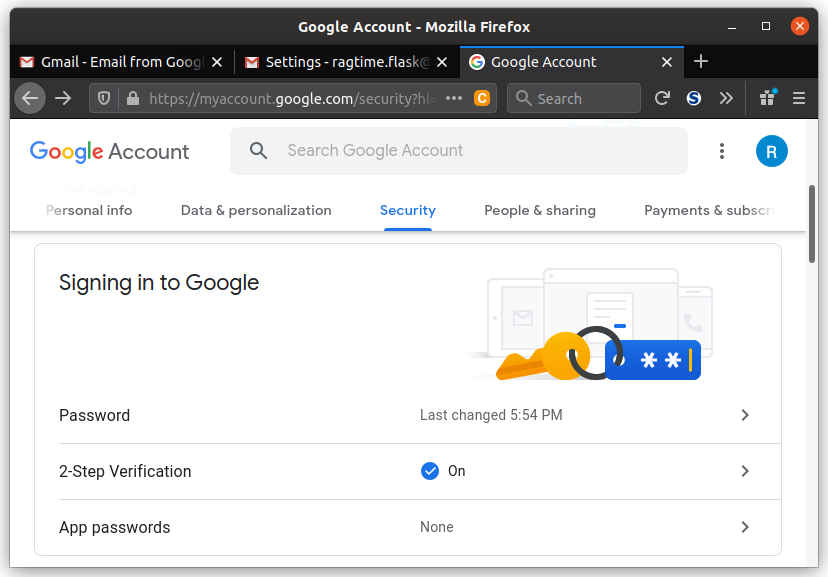 Google Account - Mozilla Firefox
Gmail - Email from Googl
Settings - ragtime.flask@
Google Account
https://myaccount.google.com/security?hl=
Search
Google Account
Search Google Account
R
Get started
Personal info
Data & personalization
Security
People & sharing
Payments & subscri
Signing in to Google
**
Password
Last changed 5:54 PM
2-Step Verification
On
App passwords
None